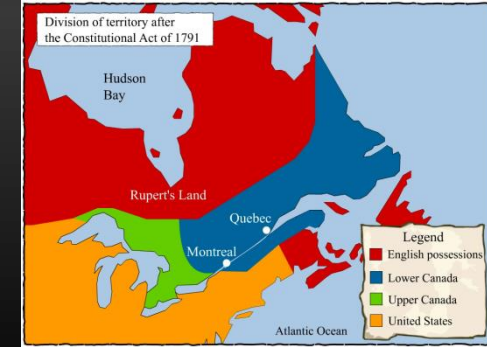 Division of territory after
the Constitutional Act of 1791
Hudson
Bay
Rupert's Land
Quebec
Montreal
Legend
English possessions
Lower Canada
Upper Canada
United States
Atlantic Ocean